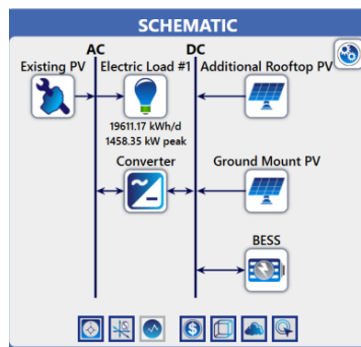 SCHEMATIC
AC DC
Existing PV Electric Load #1 Additional Rooftop PV
19611.17 kWh/d
1458.35 kW peak
Converter Ground Mount PV
BESS